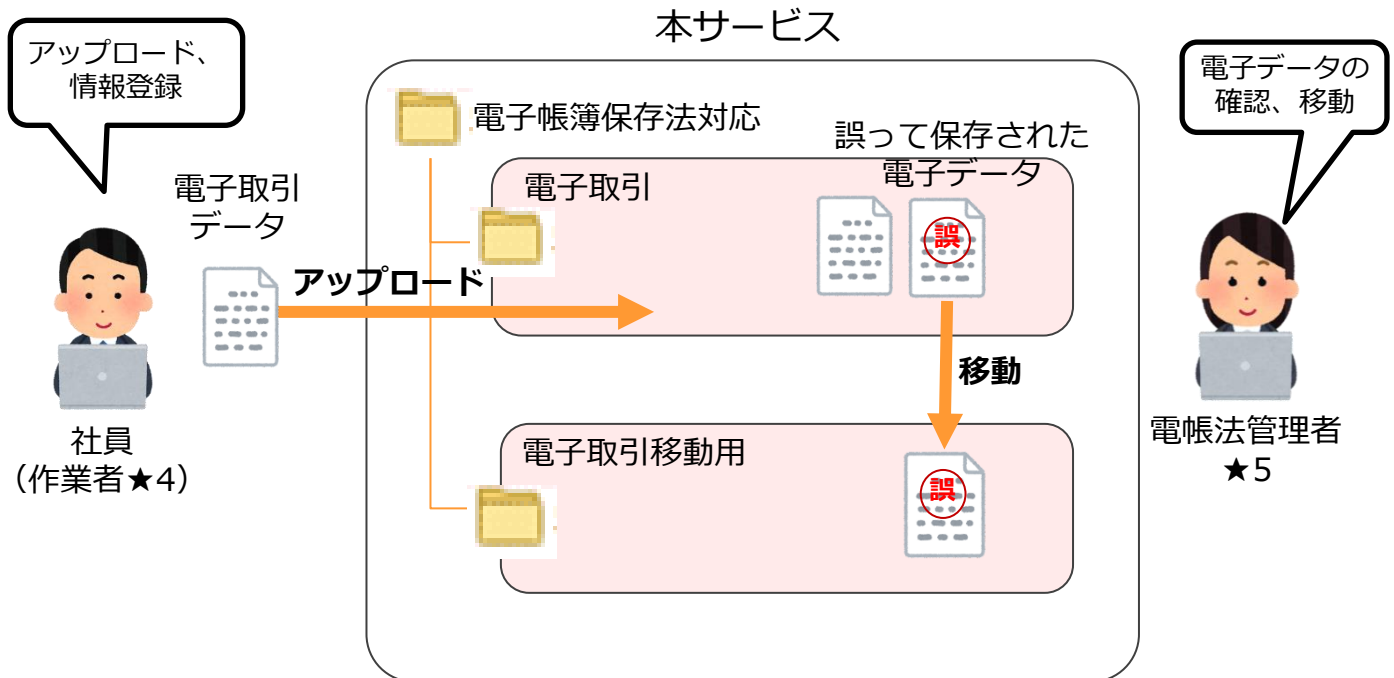 本サービス
アップロード、
情報登録
電子データの
確認、移動
電子帳簿保存法対応
誤って保存された
電子データ
電子取引
電子取引
データ
誤
アップロード
移動
社員
（作業者★4）
電子取引移動用
誤
電帳法管理者
★5